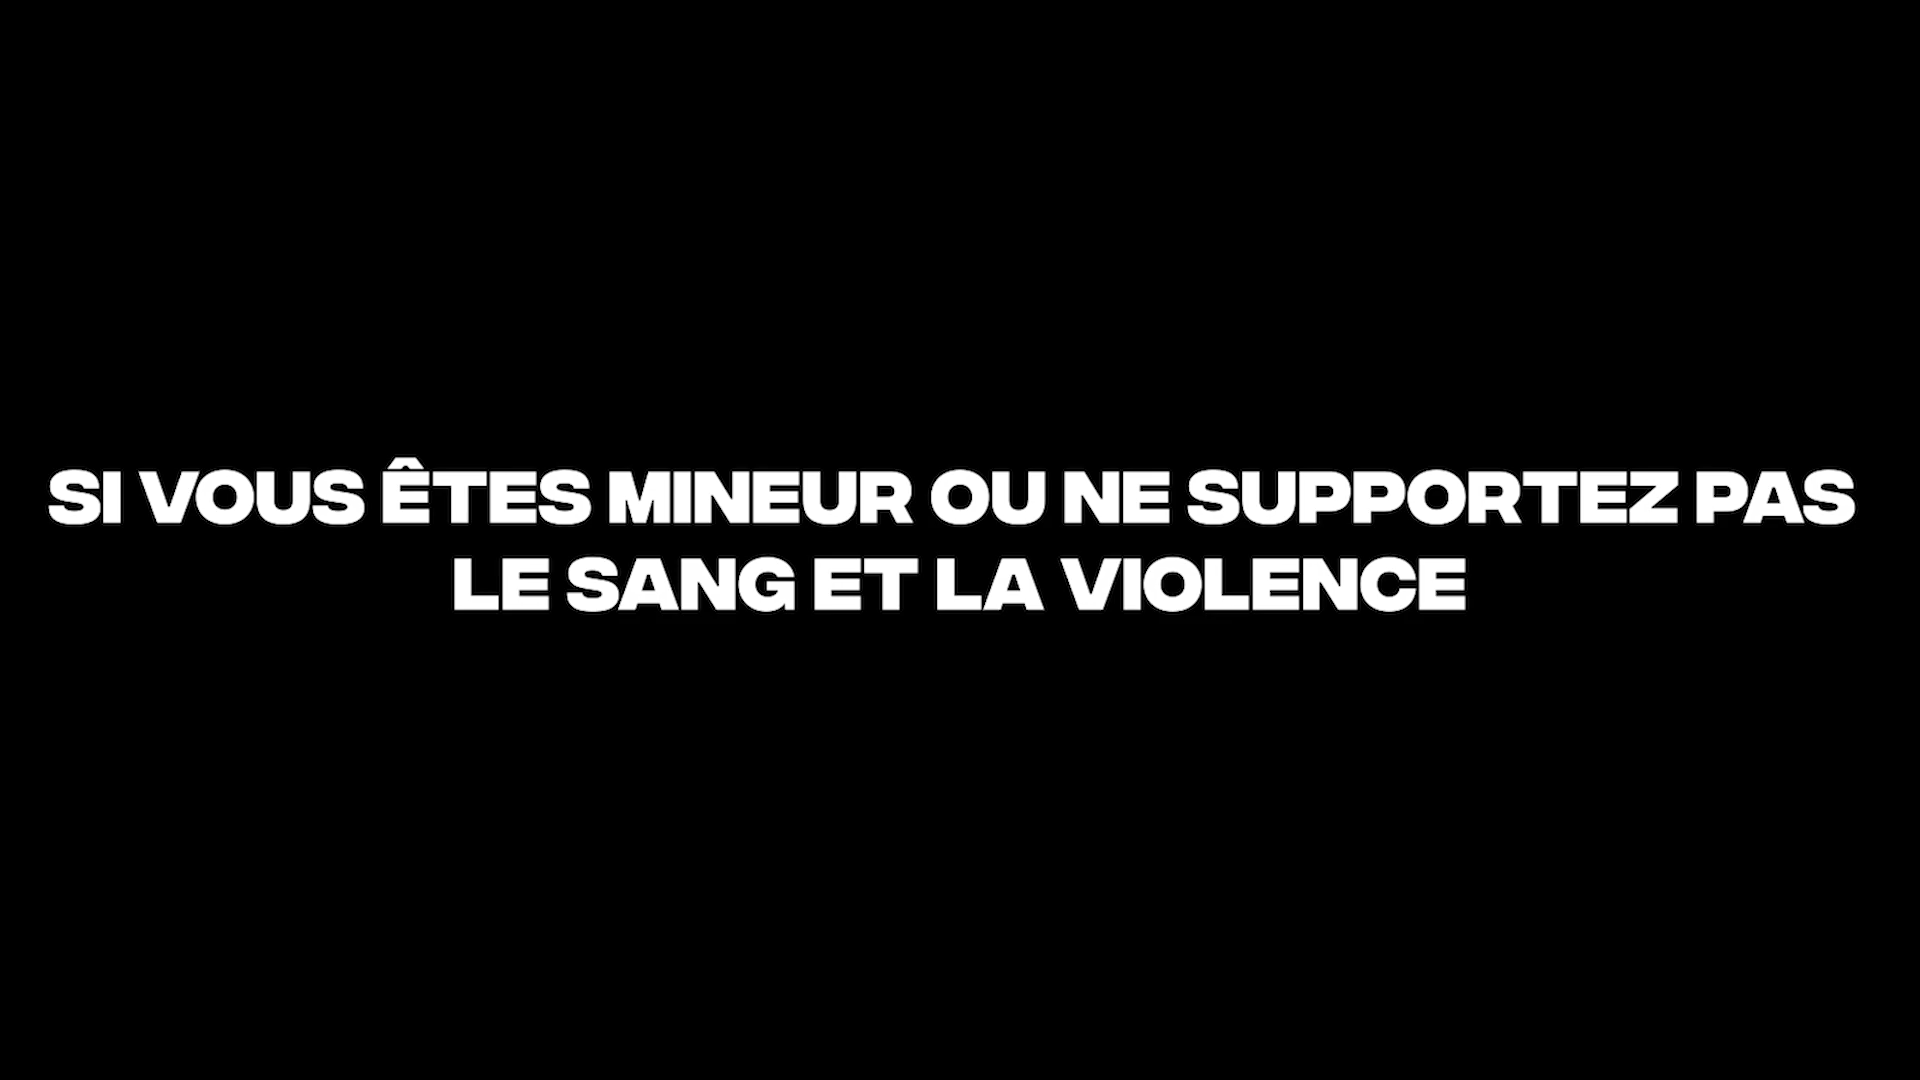 SI VOUS ÊTES MINEUR OU NE SUPPORTEZ PAS
LE SANG ET LA VIOLENCE